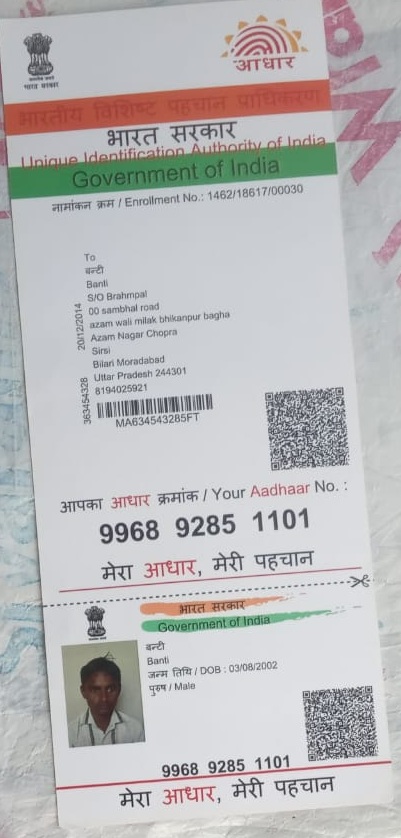 भारत सरकार
आधार
भारतीय विशिष्ट पहचान प्राधिकरण
भारत सरकार
Unique Identification Authority of India
Government of India
नामांकन क्रम / Enrollment No.: 1462/18617/00030
To
बन्टी
Banti
S/O Brahmpal
00 sambhal road
azam wali milak bhikanpur bagha
Azam Nagar Chopra
Sirsi
Bilari Moradabad
Uttar Pradesh 244301
8194025921
20/12/2014
363454328
MA634543285FT
आपका आधार क्रमांक / Your Aadhaar No. :
9968 9285 1101
मेरा आधार, मेरी पहचान
भारत सरकार
Government of India
बन्टी
Banti
जन्म तिथि / DOB : 03/08/2002
पुरुष / Male
9968 9285 1101
मेरा आधार, मेरी पहचान